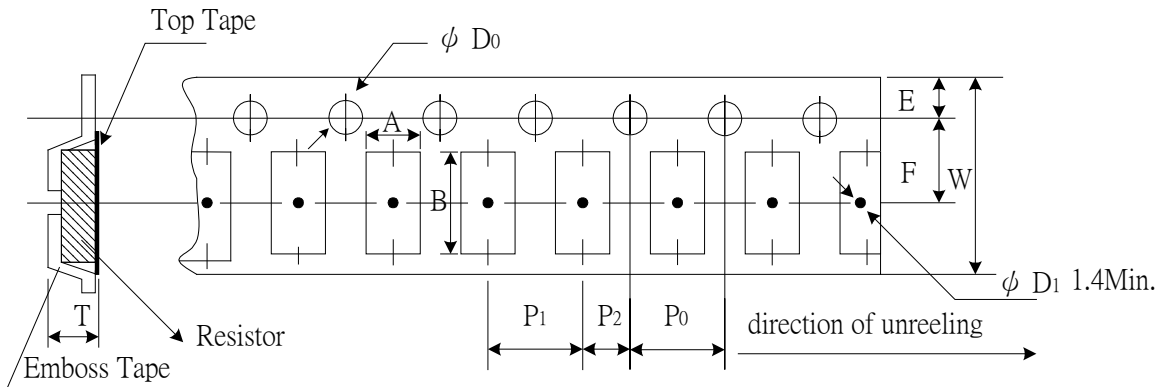 Top Tape
ϕ D0
E
A
F
W
B
ϕ D1 1.4Min.
T
P1
P2
P0
direction of unreeling
Resistor
Emboss Tape